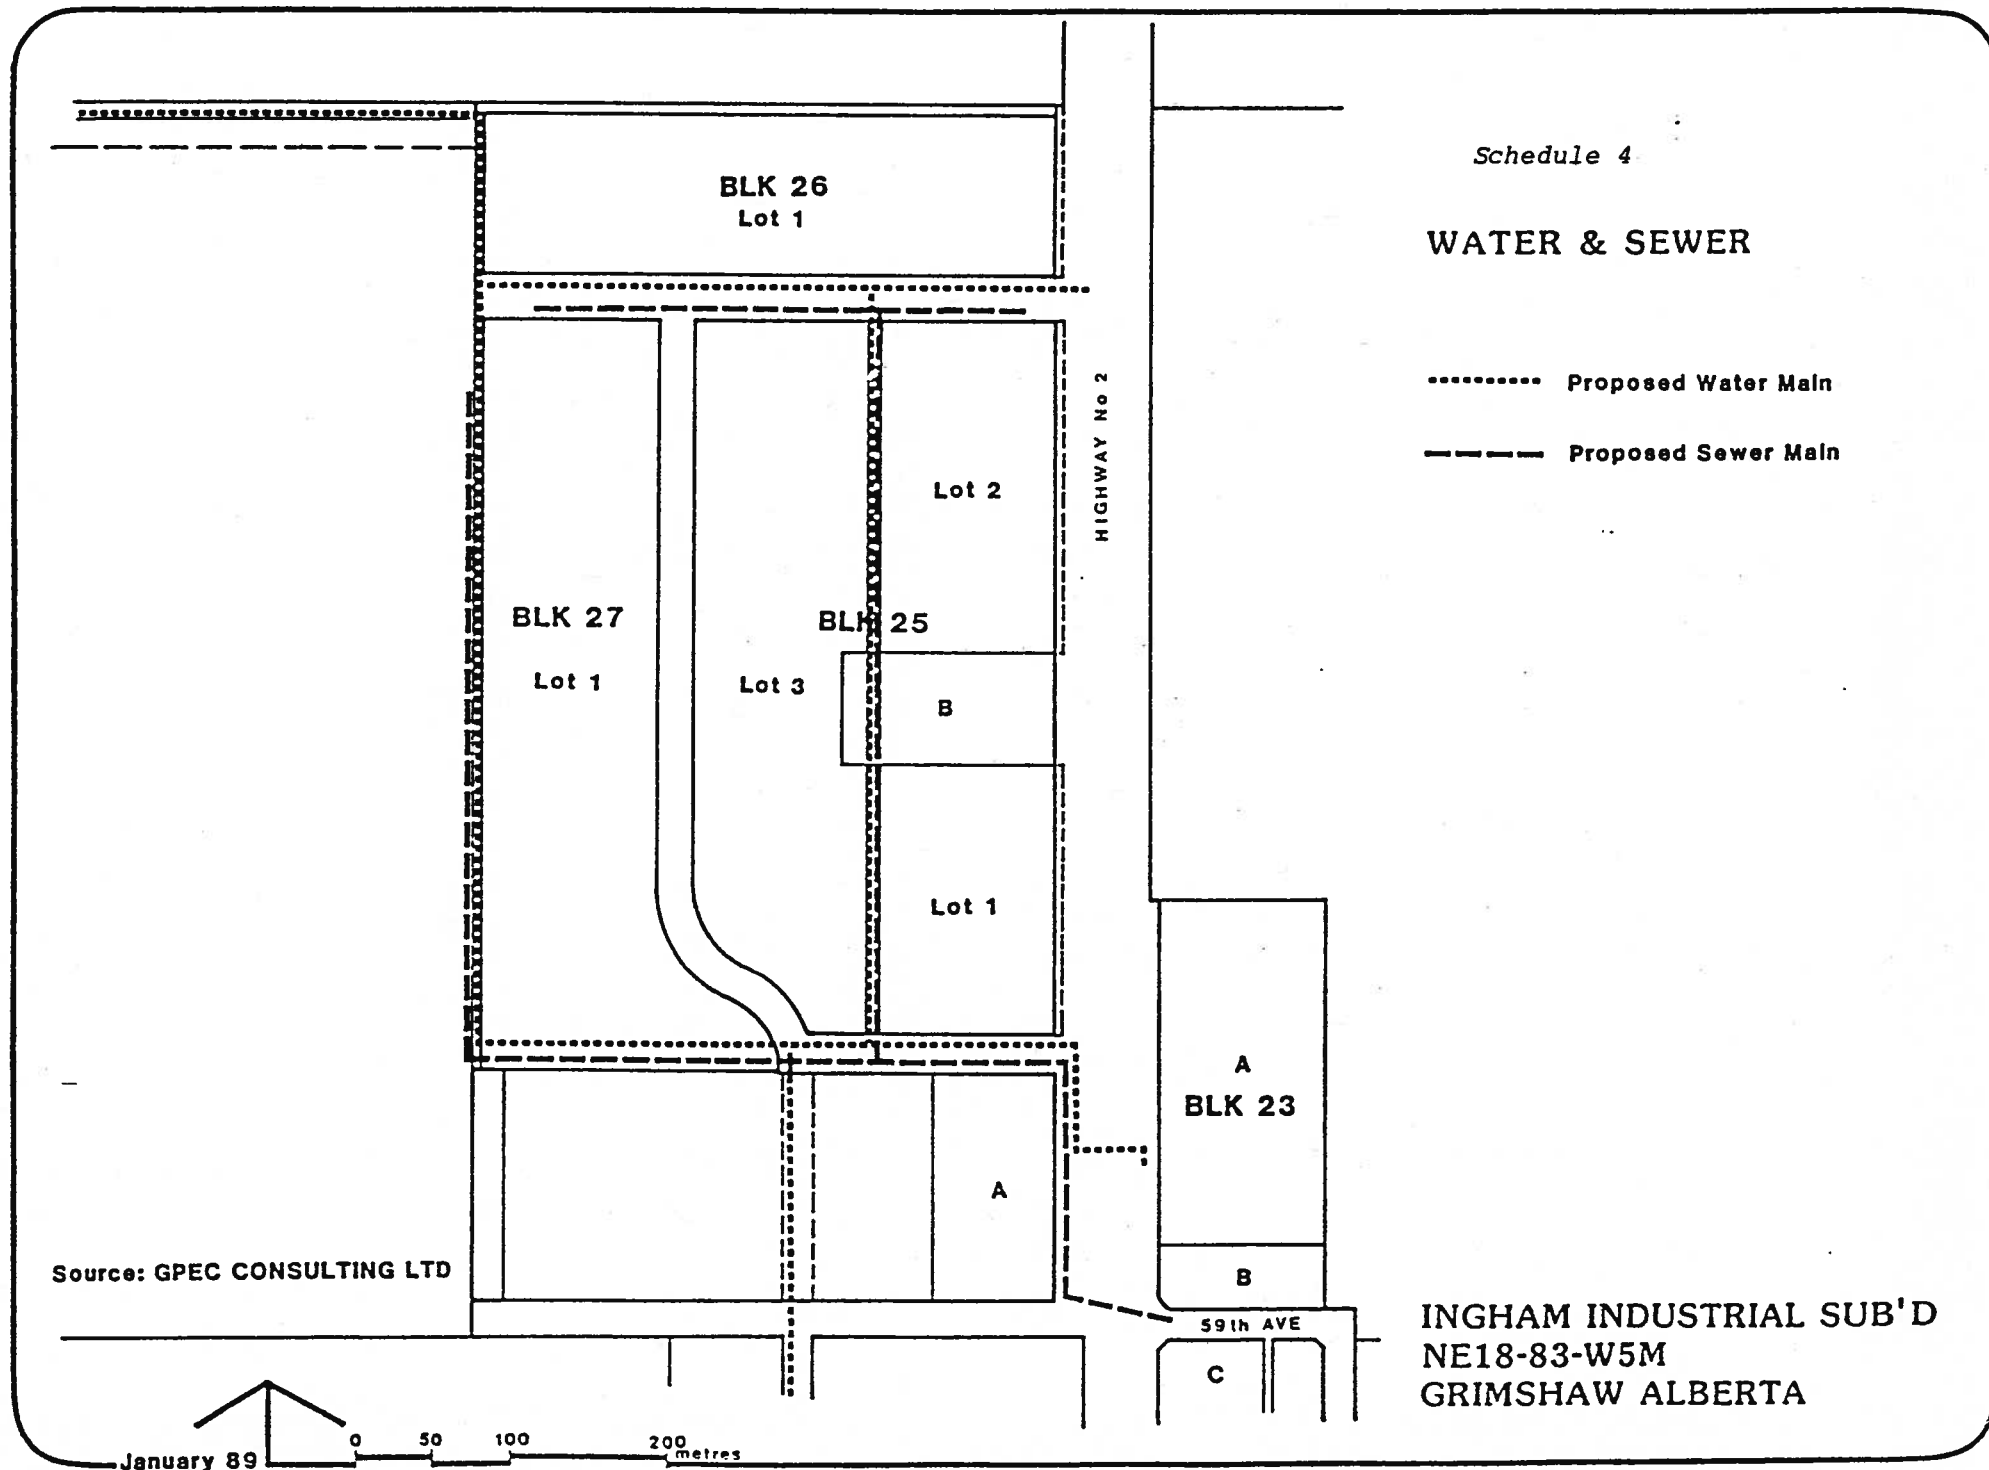 Schedule 4
WATER & SEWER
Proposed Water Main
Proposed Sewer Main
BLK 26
Lot 1
HIGHWAY No 2
Lot 2
BLK 27
BLK 25
Lot 1
Lot 3
B
Lot 1
A
BLK 23
A
B
59th AVE
C
Source: GPEC CONSULTING LTD
INGHAM INDUSTRIAL SUB'D
NE18-83-W5M
GRIMSHAW ALBERTA
0 50 100 200
metres
January 89